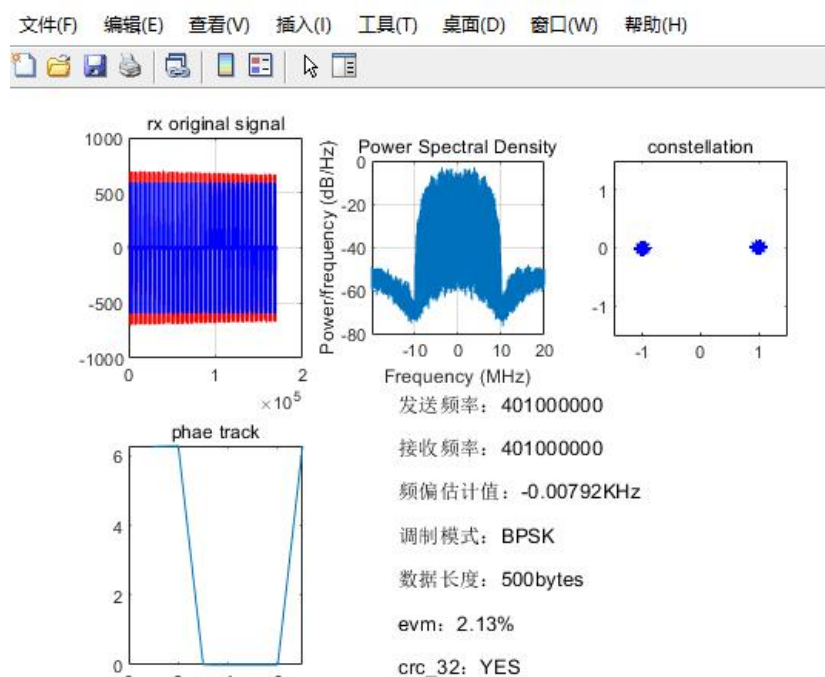 文件(F) 编辑(E) 查看(V) 插入(I) 工具(T) 桌面(D) 窗口(W) 帮助(H)
rx original signal
1000
500
0
-500
-1000
0 1 2
×10^5
Power Spectral Density
Power/frequency (dB/Hz)
0
-20
-40
-60
-80
-10 0 10 20
Frequency (MHz)
constellation
1
0
-1
-1 0 1
phae track
6
4
2
0
发送频率：401000000
接收频率：401000000
频偏估计值：-0.00792KHz
调制模式：BPSK
数据长度：500bytes
evm：2.13%
crc_32：YES